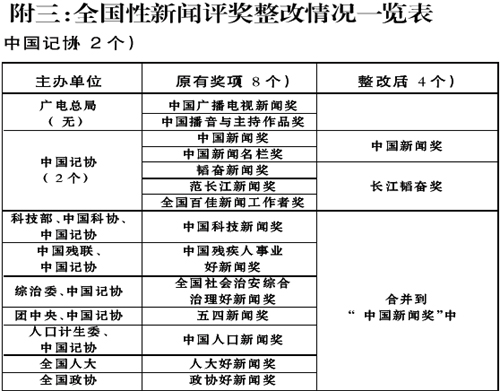 附三:全国性新闻评奖整改情况一览表
中国记协 2 个)
主办单位
原有奖项( 8 个)
整改后( 4 个)
广电总局
( 无)
中国广播电视新闻奖
中国播音与主持作品奖
中国记协
( 2个)
中国新闻奖
中国新闻名栏奖
中国新闻奖
韬奋新闻奖
范长江新闻奖
全国百佳新闻工作者奖
长江韬奋奖
科技部、中国科协、
中国记协
中国科技新闻奖
中国残联、
中国记协
中国残疾人事业
好新闻奖
综治委、中国记协
全国社会治安综合
治理好新闻奖
团中央、中国记协
五四新闻奖
人口计生委、
中国记协
中国人口新闻奖
全国人大
人大好新闻奖
全国政协
政协好新闻奖
合并到
“ 中国新闻奖”中